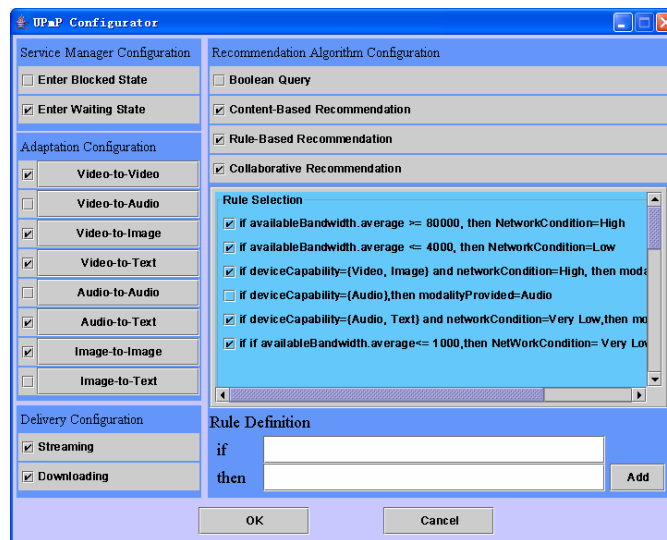 UPmP Configurator
Service Manager Configuration
Enter Blocked State
Enter Waiting State
Adaptation Configuration
Video-to-Video
Video-to-Audio
Video-to-Image
Video-to-Text
Audio-to-Audio
Audio-to-Text
Image-to-Image
Image-to-Text
Delivery Configuration
Streaming
Downloading
Recommendation Algorithm Configuration
Boolean Query
Content-Based Recommendation
Rule-Based Recommendation
Collaborative Recommendation
Rule Selection
if availableBandwidth.average >= 80000, then NetworkCondition=High
if availableBandwidth.average <= 4000, then NetworkCondition=Low
if deviceCapability={Video, Image} and networkCondition=High, then moda
if deviceCapability={Audio},then modalityProvided=Audio
if deviceCapability={Audio, Text} and networkCondition=Very Low,then mo
if if availableBandwidth.average<= 1000,then NetWorkCondition= Very Lo
Rule Definition
if
then
Add
OK
Cancel